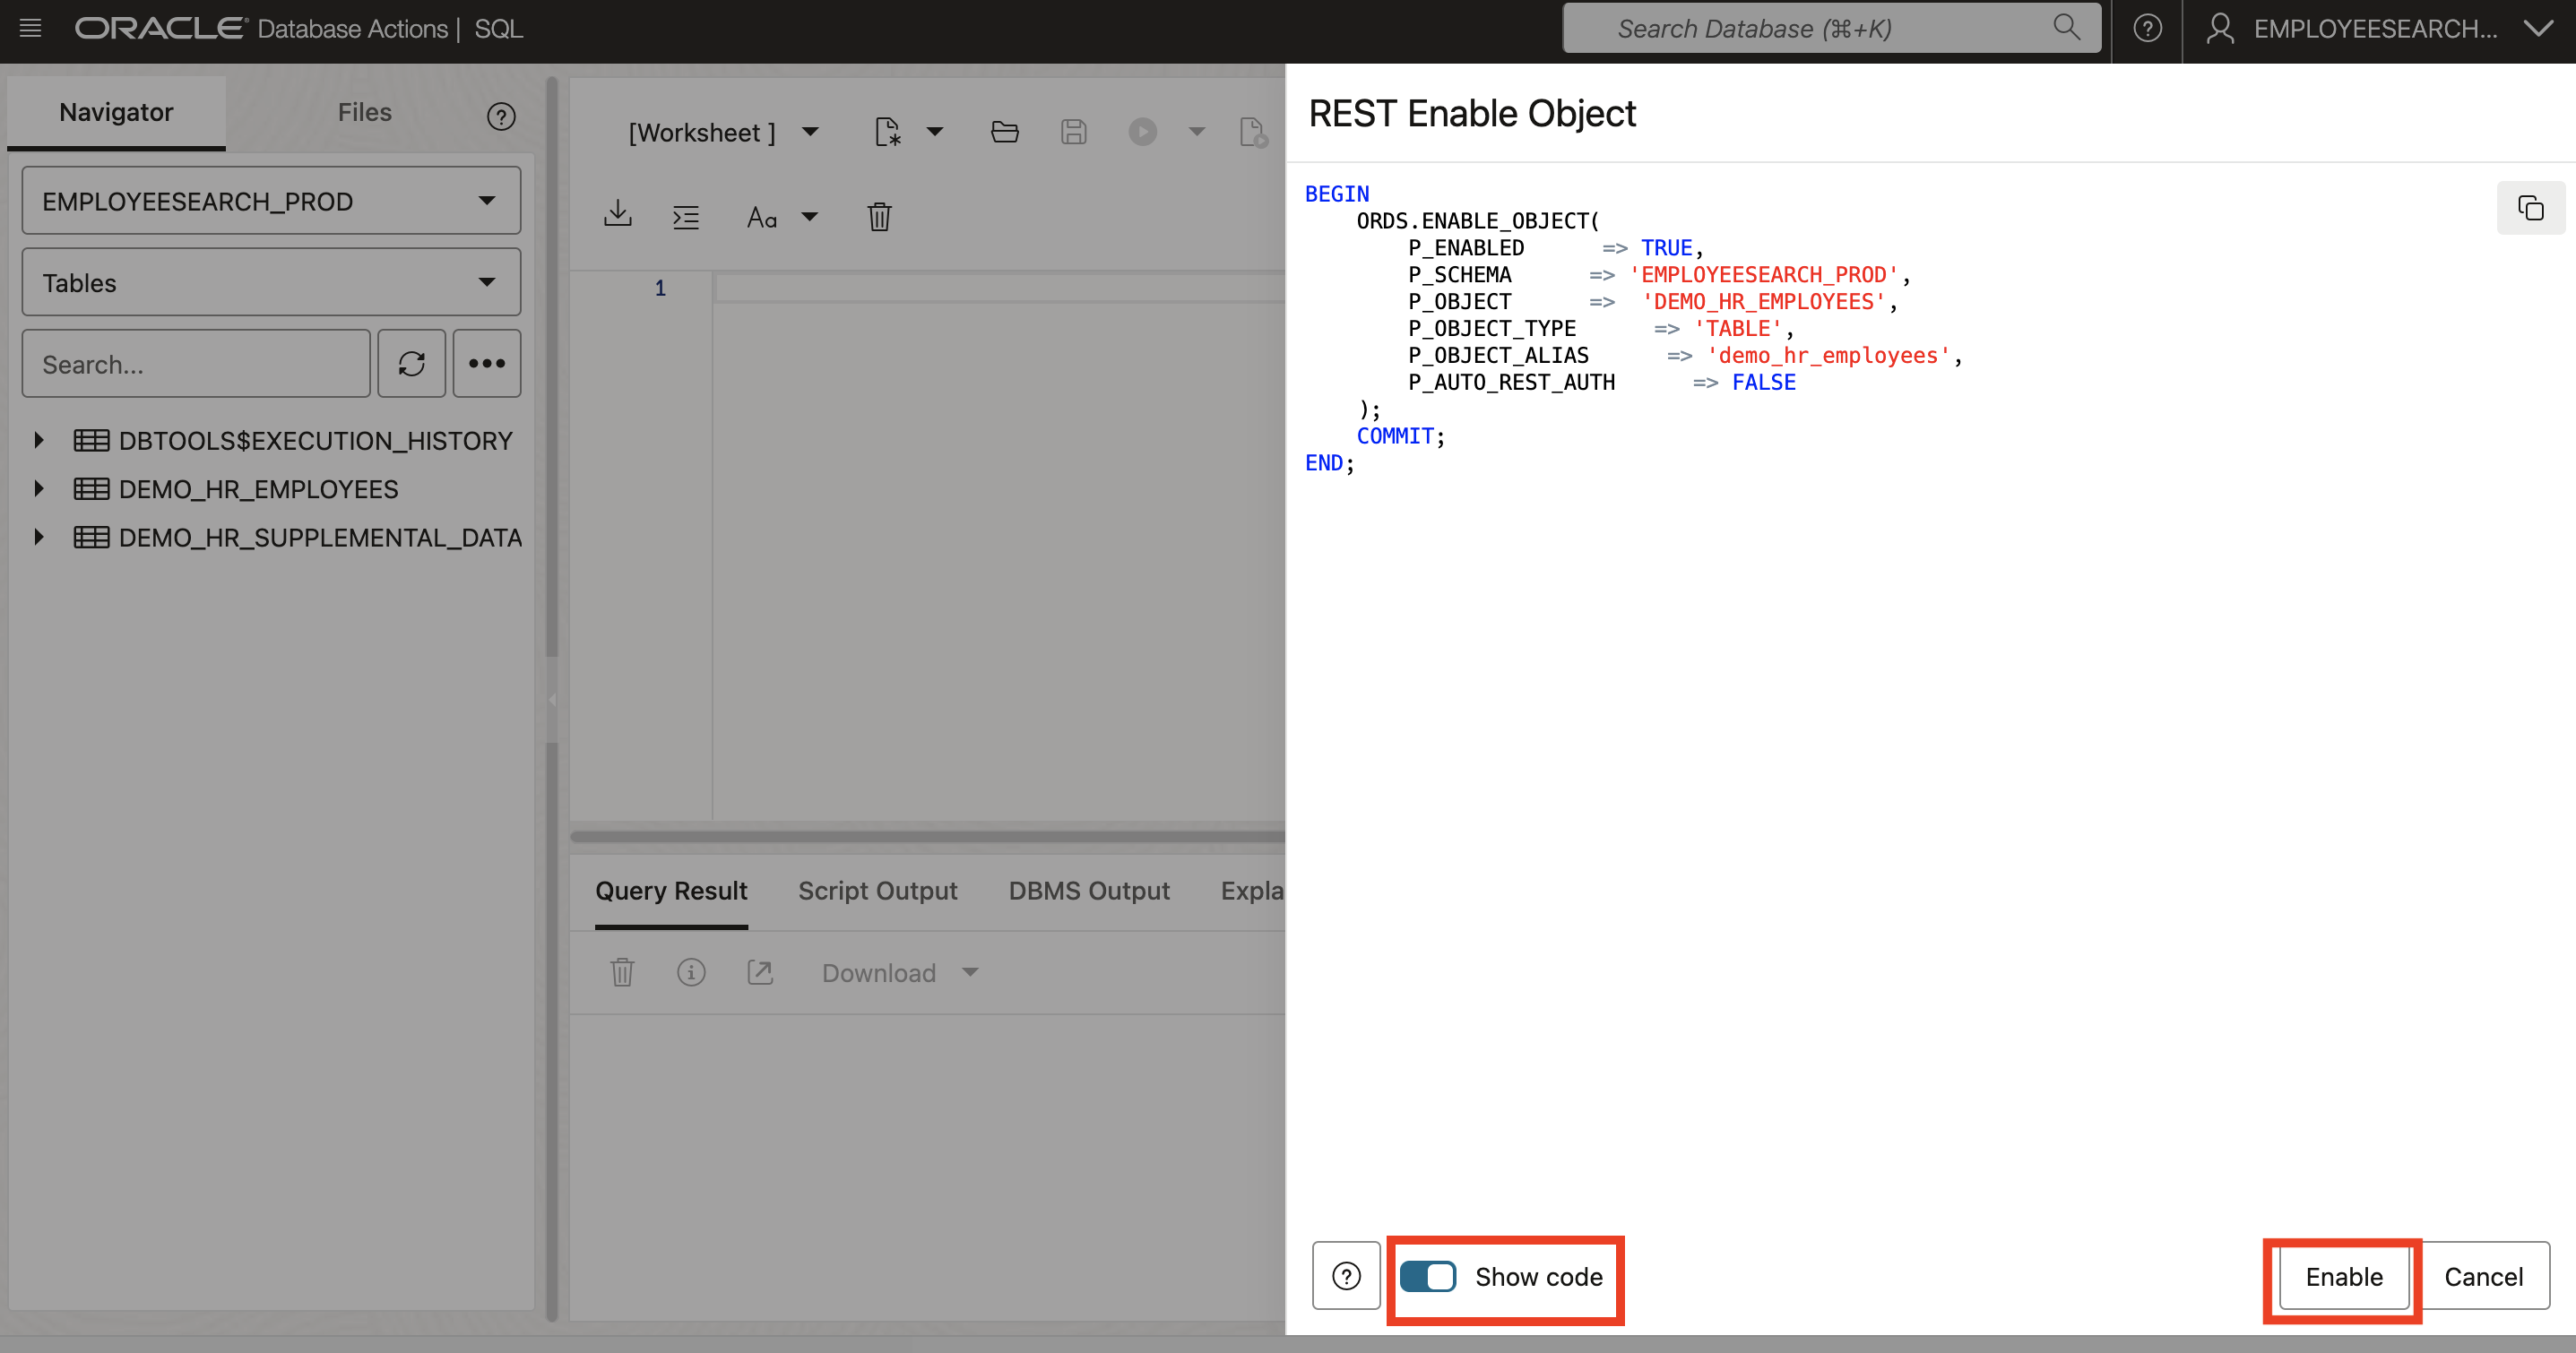 ORACLE Database Actions | SQL
Search Database (⌘+K)
EMPLOYEESEARCH...
Navigator
Files
EMPLOYEESEARCH_PROD
Tables
Search...
DBTOOLS$EXECUTION_HISTORY
DEMO_HR_EMPLOYEES
DEMO_HR_SUPPLEMENTAL_DATA
[Worksheet ]
Aa
1
Query Result
Script Output
DBMS Output
Expla
Download
REST Enable Object
BEGIN
    ORDS.ENABLE_OBJECT(
        P_ENABLED      => TRUE,
        P_SCHEMA      => 'EMPLOYEESEARCH_PROD',
        P_OBJECT      =>  'DEMO_HR_EMPLOYEES',
        P_OBJECT_TYPE      => 'TABLE',
        P_OBJECT_ALIAS      => 'demo_hr_employees',
        P_AUTO_REST_AUTH      => FALSE
    );
    COMMIT;
END;
Show code
Enable
Cancel